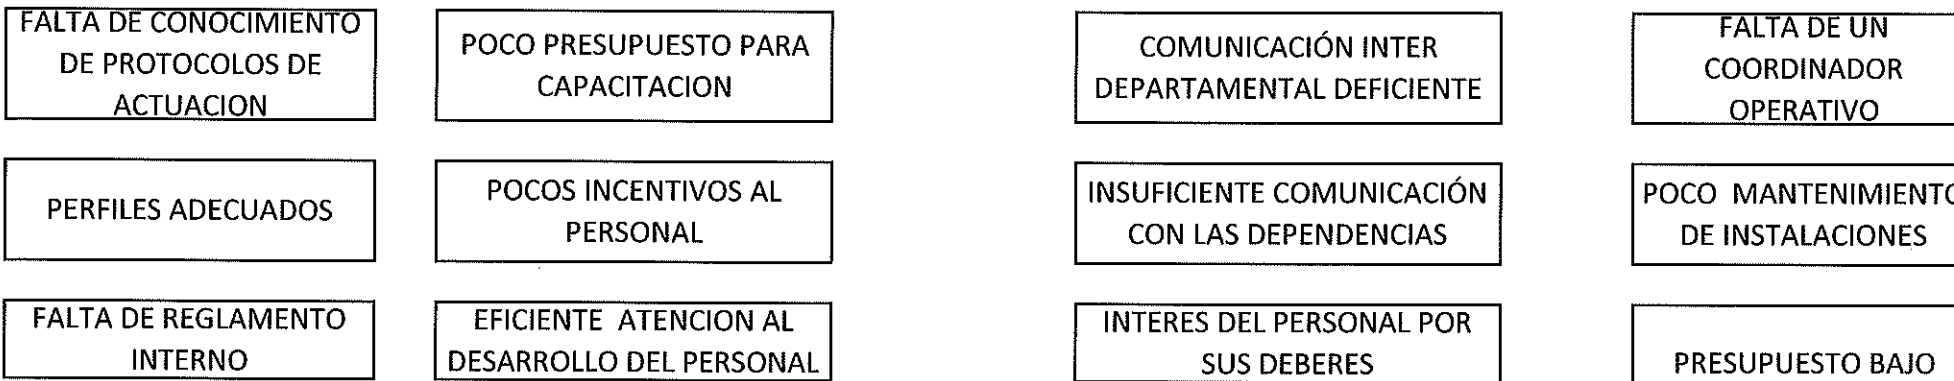 FALTA DE CONOCIMIENTO
DE PROTOCOLOS DE
ACTUACION
POCO PRESUPUESTO PARA
CAPACITACION
COMUNICACIÓN INTER
DEPARTAMENTAL DEFICIENTE
FALTA DE UN
COORDINADOR
OPERATIVO
PERFILES ADECUADOS
POCOS INCENTIVOS AL
PERSONAL
INSUFICIENTE COMUNICACIÓN
CON LAS DEPENDENCIAS
POCO MANTENIMIENTO
DE INSTALACIONES
FALTA DE REGLAMENTO
INTERNO
EFICIENTE ATENCION AL
DESARROLLO DEL PERSONAL
INTERES DEL PERSONAL POR
SUS DEBERES
PRESUPUESTO BAJO